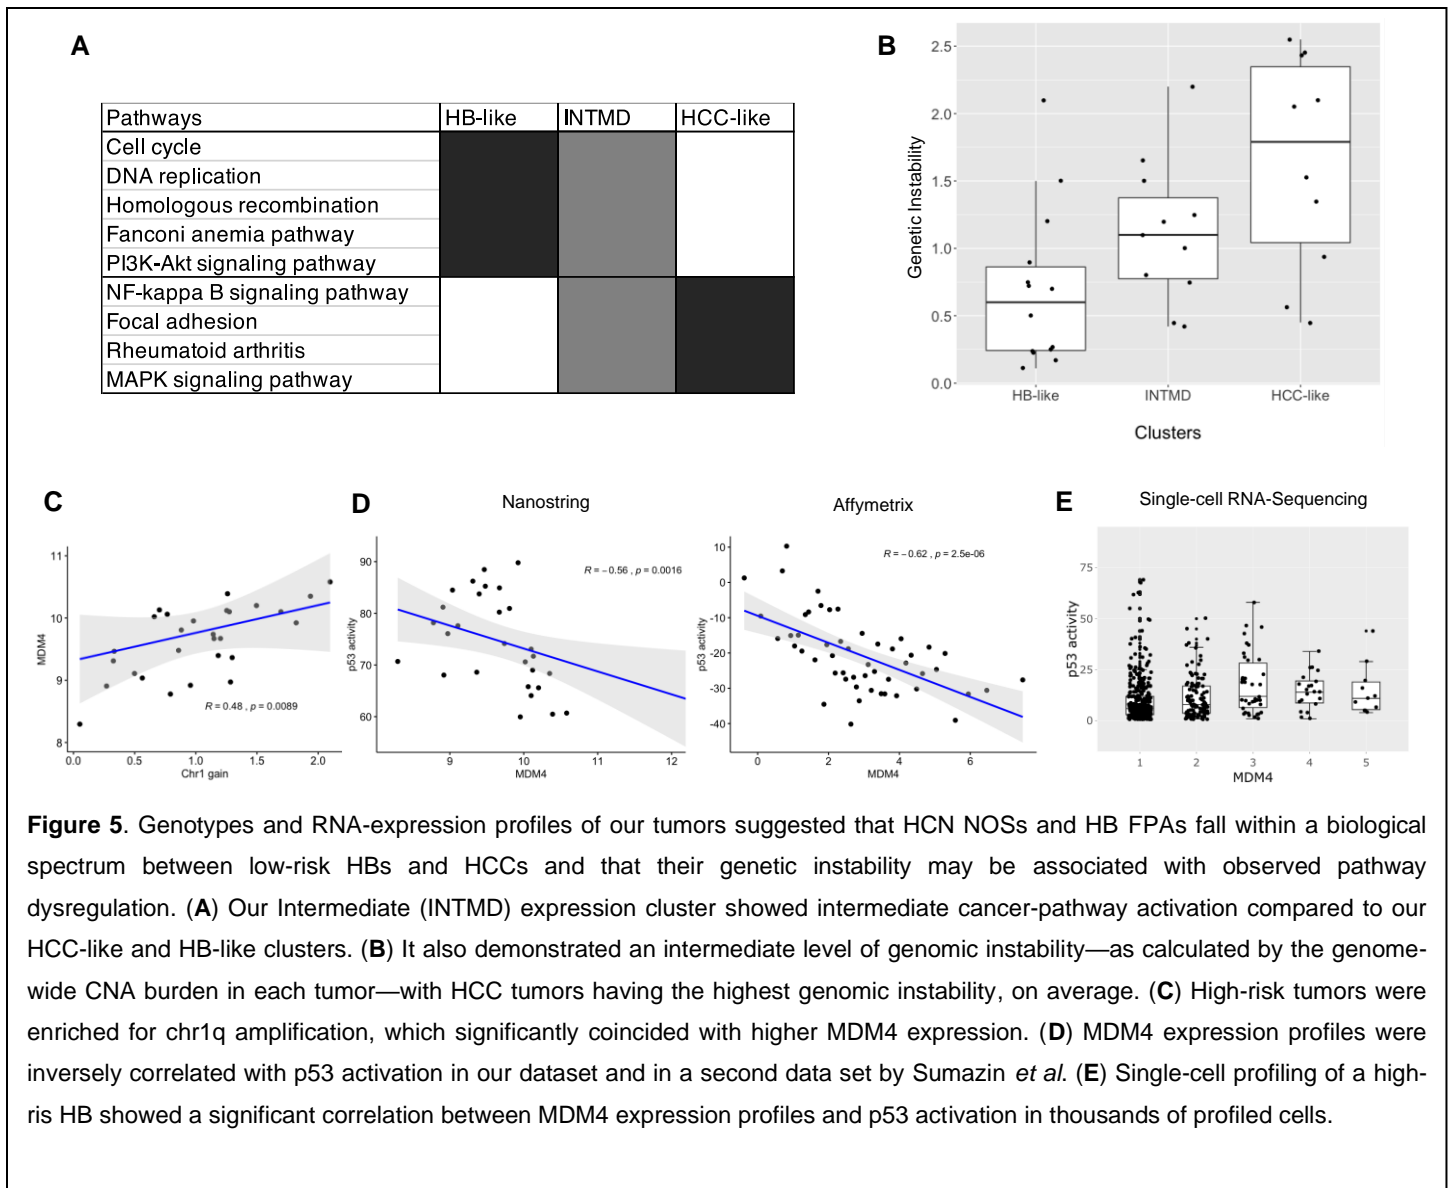 A
Pathways HB-like INTMD HCC-like
Cell cycle
DNA replication
Homologous recombination
Fanconi anemia pathway
PI3K-Akt signaling pathway
NF-kappa B signaling pathway
Focal adhesion
Rheumatoid arthritis
MAPK signaling pathway
B
Genetic Instability
2.5
2.0
1.5
1.0
0.5
0.0
HB-like INTMD HCC-like
Clusters
C
MDM4
11
10
9
8
R = 0.48 , p = 0.0089
0.0 0.5 1.0 1.5 2.0
Chr1 gain
D
Nanostring
p53 activity
90
80
70
60
R = −0.56 , p = 0.0016
9 10 11 12
MDM4
Affymetrix
p53 activity
10
0
-10
-20
-30
-40
R = −0.62 , p = 2.5e-06
0 2 4 6
MDM4
E
Single-cell RNA-Sequencing
p53 activity
75
50
25
0
1 2 3 4 5
MDM4
Figure 5. Genotypes and RNA-expression profiles of our tumors suggested that HCN NOSs and HB FPAs fall within a biological
spectrum between low-risk HBs and HCCs and that their genetic instability may be associated with observed pathway
dysregulation. (A) Our Intermediate (INTMD) expression cluster showed intermediate cancer-pathway activation compared to our
HCC-like and HB-like clusters. (B) It also demonstrated an intermediate level of genomic instability—as calculated by the genome-
wide CNA burden in each tumor—with HCC tumors having the highest genomic instability, on average. (C) High-risk tumors were
enriched for chr1q amplification, which significantly coincided with higher MDM4 expression. (D) MDM4 expression profiles were
inversely correlated with p53 activation in our dataset and in a second data set by Sumazin et al. (E) Single-cell profiling of a high-
ris HB showed a significant correlation between MDM4 expression profiles and p53 activation in thousands of profiled cells.